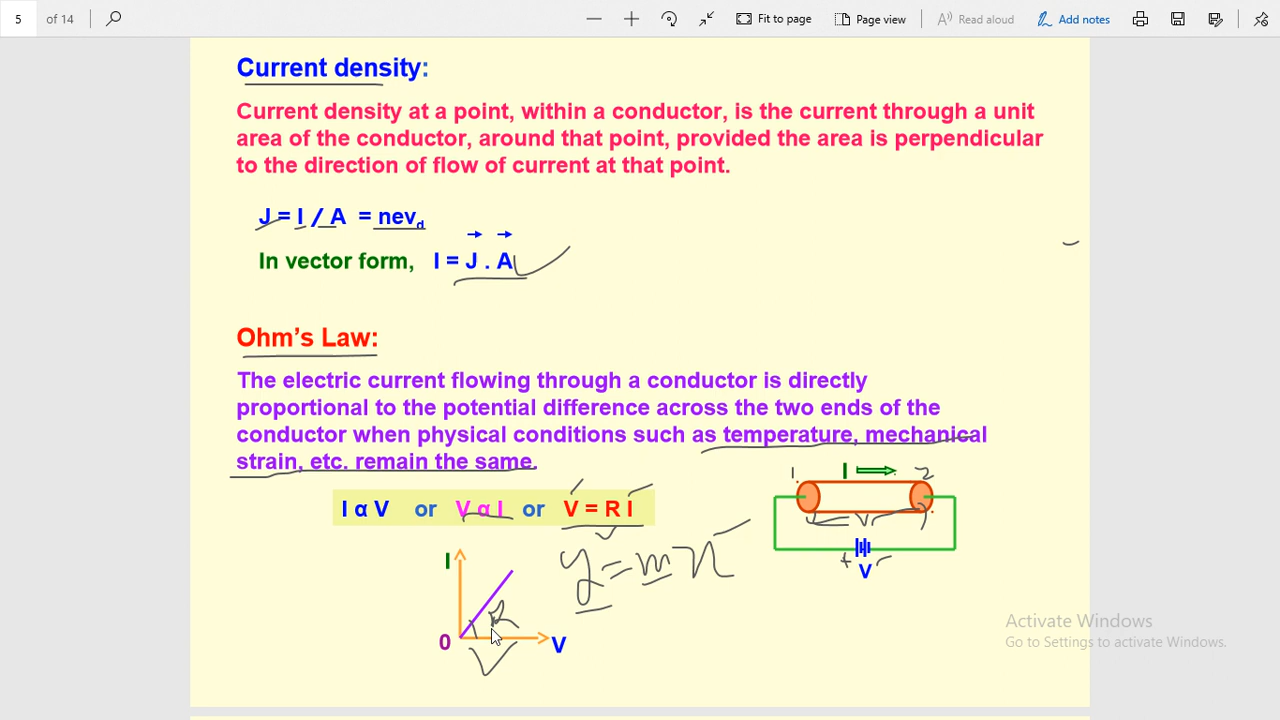 5 of 14 Fit to page Page view Read aloud Add notes
Current density:
Current density at a point, within a conductor, is the current through a unit
area of the conductor, around that point, provided the area is perpendicular
to the direction of flow of current at that point.
J = I / A = nevd
In vector form, I = J . A
Ohm's Law:
The electric current flowing through a conductor is directly
proportional to the potential difference across the two ends of the
conductor when physical conditions such as temperature, mechanical
strain, etc. remain the same.
1 I 2
V
+ -
V
I α V or V α I or V = R I
y = mx
I
0 V
Activate Windows
Go to Settings to activate Windows.